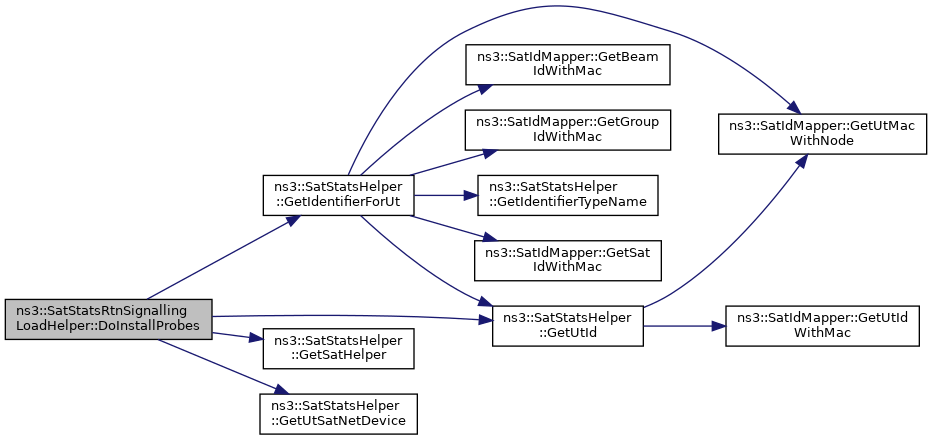 ns3::SatStatsRtnSignalling
LoadHelper::DoInstallProbes
ns3::SatStatsHelper
::GetIdentifierForUt
ns3::SatStatsHelper
::GetSatHelper
ns3::SatStatsHelper
::GetUtSatNetDevice
ns3::SatIdMapper::GetBeam
IdWithMac
ns3::SatIdMapper::GetGroup
IdWithMac
ns3::SatStatsHelper
::GetIdentifierTypeName
ns3::SatIdMapper::GetSat
IdWithMac
ns3::SatStatsHelper
::GetUtId
ns3::SatIdMapper::GetUtMac
WithNode
ns3::SatIdMapper::GetUtId
WithMac